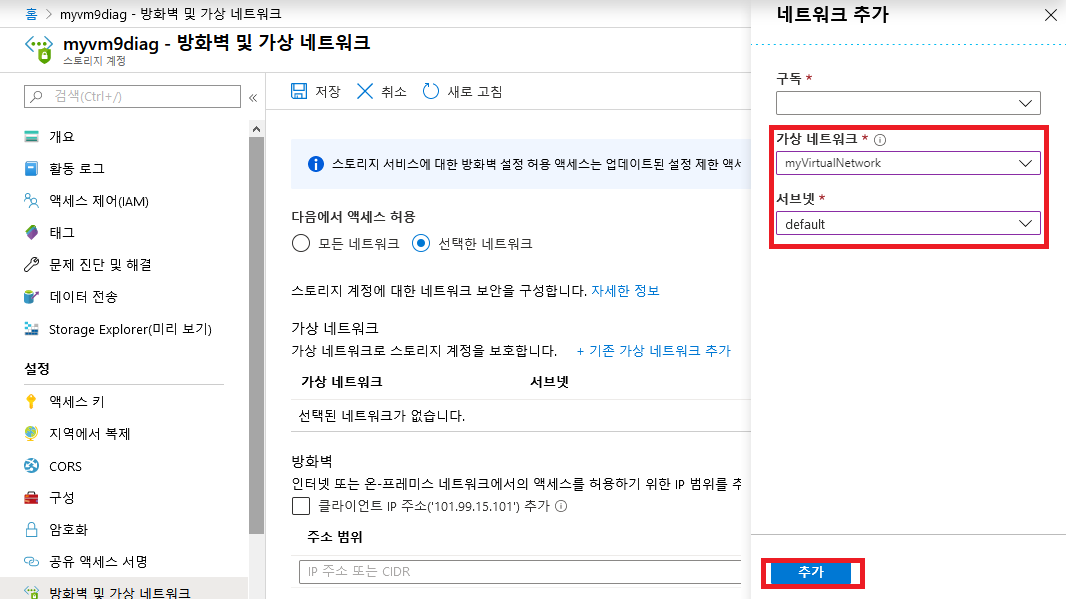 홈 > myvm9diag - 방화벽 및 가상 네트워크
myvm9diag - 방화벽 및 가상 네트워크
스토리지 계정
검색(Ctrl+/)
«
개요
활동 로그
액세스 제어(IAM)
태그
문제 진단 및 해결
데이터 전송
Storage Explorer(미리 보기)
설정
액세스 키
지역에서 복제
CORS
구성
암호화
공유 액세스 서명
방화벽 및 가상 네트워크
저장 취소 새로 고침
스토리지 서비스에 대한 방화벽 설정 허용 액세스는 업데이트된 설정 제한 액세
다음에서 액세스 허용
모든 네트워크 선택한 네트워크
스토리지 계정에 대한 네트워크 보안을 구성합니다. 자세한 정보
가상 네트워크
가상 네트워크로 스토리지 계정을 보호합니다. + 기존 가상 네트워크 추가
가상 네트워크 서브넷
선택된 네트워크가 없습니다.
방화벽
인터넷 또는 온-프레미스 네트워크에서의 액세스를 허용하기 위한 IP 범위를 추
클라이언트 IP 주소('101.99.15.101') 추가
주소 범위
IP 주소 또는 CIDR
네트워크 추가
구독 *
가상 네트워크 *
myVirtualNetwork
서브넷 *
default
추가